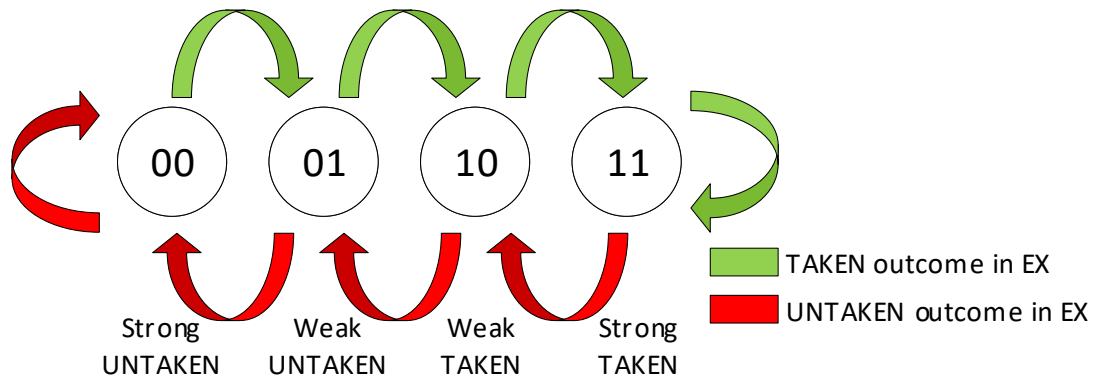 00 01 10 11
TAKEN outcome in EX
UNTAKEN outcome in EX
Strong
UNTAKEN
Weak
UNTAKEN
Weak
TAKEN
Strong
TAKEN